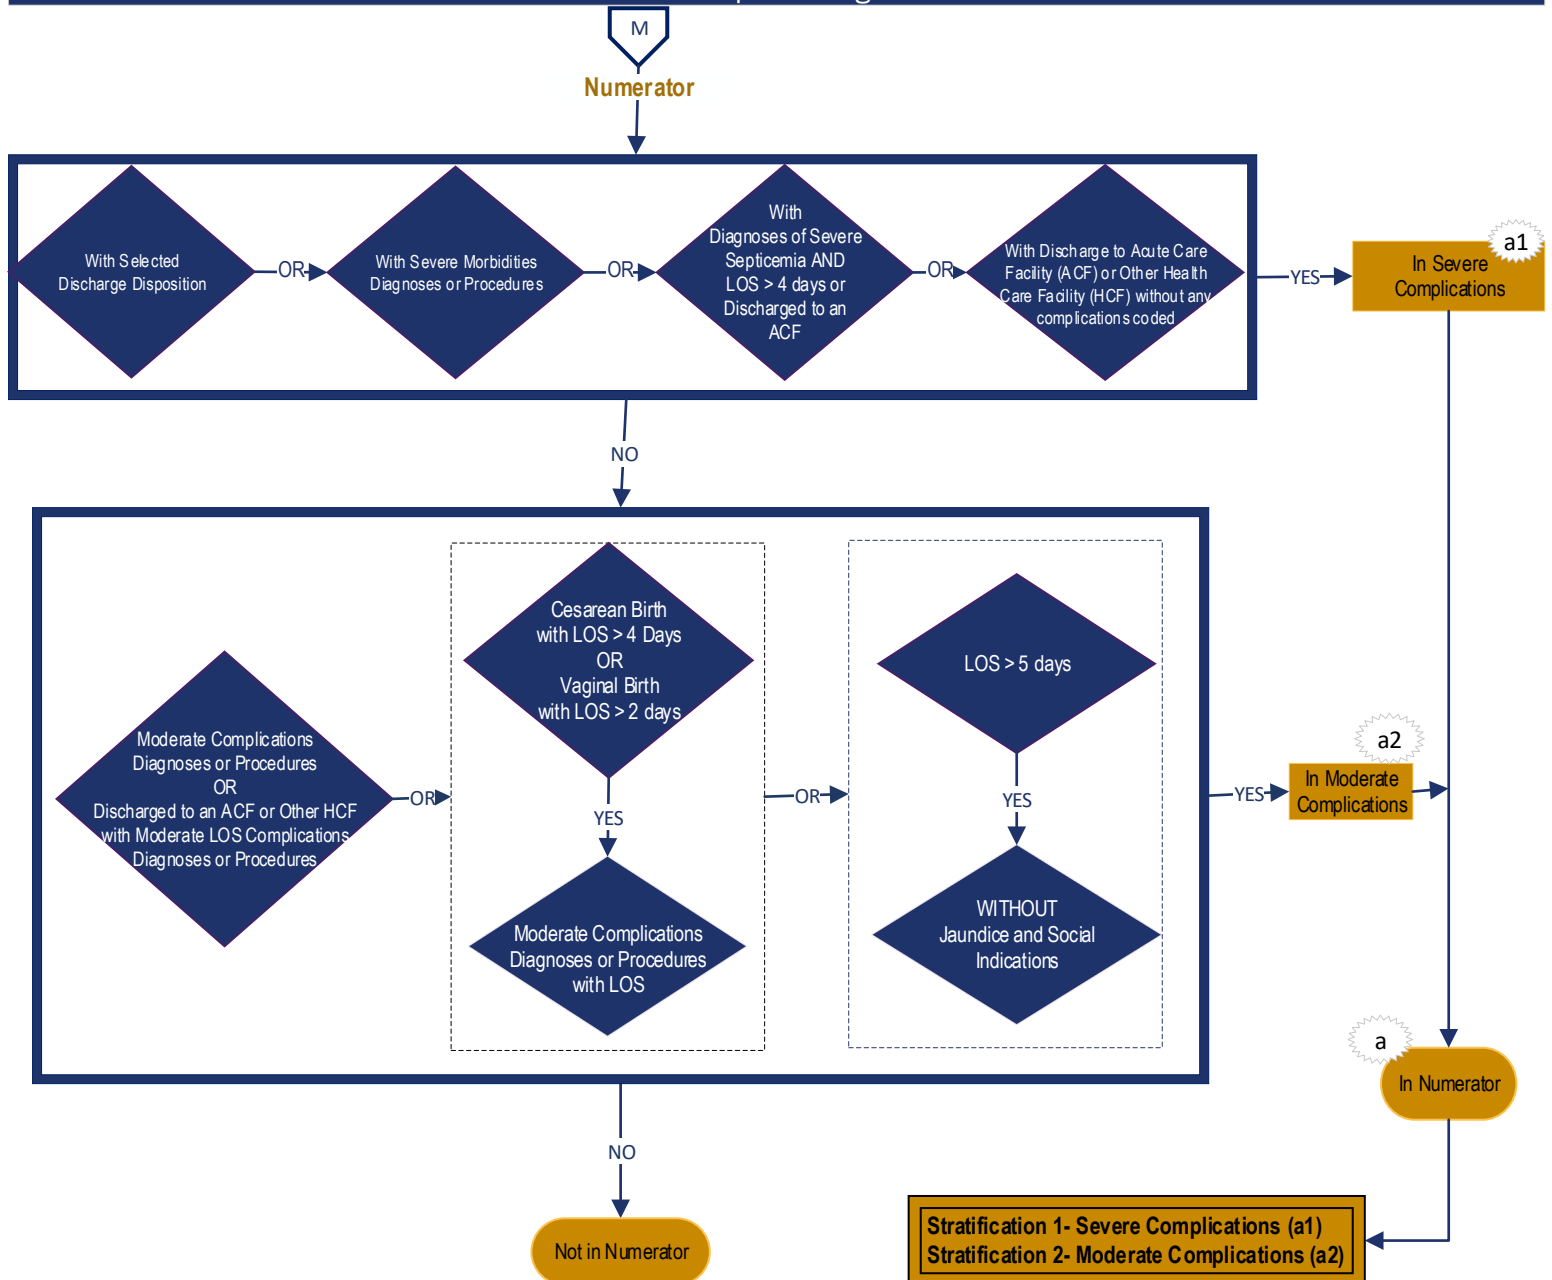 M
Numerator
With Selected
Discharge Disposition
OR
With Severe Morbidities
Diagnoses or Procedures
OR
With
Diagnoses of Severe
Septicemia AND
LOS > 4 days or
Discharged to an
ACF
OR
With Discharge to Acute Care
Facility (ACF) or Other Health
Care Facility (HCF) without any
complications coded
YES
a1
In Severe
Complications
NO
Moderate Complications
Diagnoses or Procedures
OR
Discharged to an ACF or Other HCF
with Moderate LOS Complications
Diagnoses or Procedures
OR
Cesarean Birth
with LOS > 4 Days
OR
Vaginal Birth
with LOS > 2 days
YES
Moderate Complications
Diagnoses or Procedures
with LOS
OR
LOS > 5 days
YES
WITHOUT
Jaundice and Social
Indications
YES
a2
In Moderate
Complications
a
In Numerator
NO
Not in Numerator
Stratification 1- Severe Complications (a1)
Stratification 2- Moderate Complications (a2)